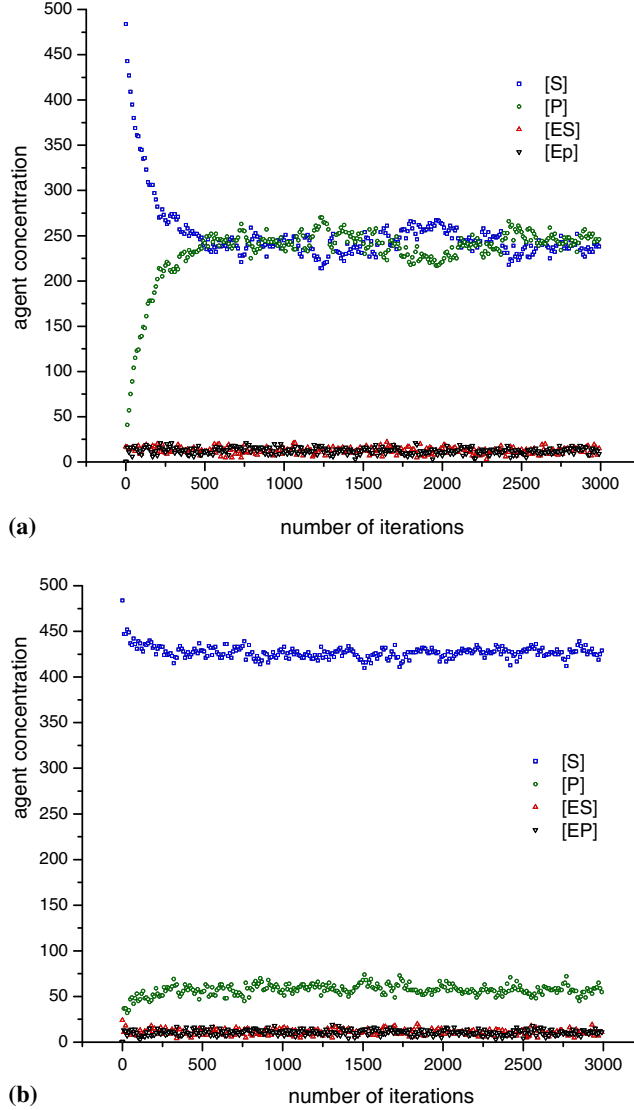 500
450
400
350
300
250
200
150
100
50
0
agent concentration
[S]
[P]
[ES]
[Ep]
0 500 1000 1500 2000 2500 3000
(a)
number of iterations
500
450
400
350
300
250
200
150
100
50
0
agent concentration
[S]
[P]
[ES]
[EP]
0 500 1000 1500 2000 2500 3000
(b)
number of iterations